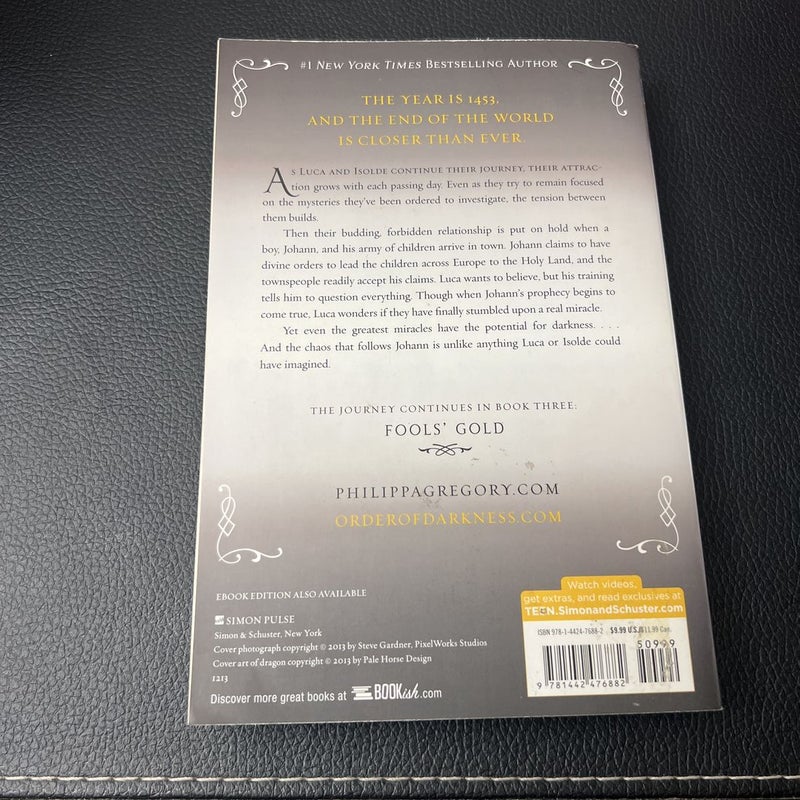 #1 NEW YORK TIMES BESTSELLING AUTHOR
THE YEAR IS 1453,
AND THE END OF THE WORLD
IS CLOSER THAN EVER.
AS LUCA AND ISOLDE CONTINUE THEIR JOURNEY, THEIR ATTRAC-
tion grows with each passing day. Even as they try to remain focused
on the mysteries they've been ordered to investigate, the tension between
them builds.
Then their budding, forbidden relationship is put on hold when a
boy, Johann, and his army of children arrive in town. Johann claims to have
divine orders to lead the children across Europe to the Holy Land, and the
townspeople readily accept his claims. Luca wants to believe, but his training
tells him to question everything. Though when Johann's prophecy begins to
come true, Luca wonders if they have finally stumbled upon a real miracle.
Yet even the greatest miracles have the potential for darkness. . . .
And the chaos that follows Johann is unlike anything Luca or Isolde could
have imagined.
THE JOURNEY CONTINUES IN BOOK THREE:
FOOLS' GOLD
PHILIPPAGREGORY.COM
ORDEROFDARKNESS.COM
EBOOK EDITION ALSO AVAILABLE
SIMON PULSE
Simon & Schuster, New York
Cover photograph copyright © 2013 by Steve Gardner, PixelWorks Studios
Cover art of dragon copyright © 2013 by Pale Horse Design
1213
Discover more great books at BOOKish.com
Watch videos,
get extras, and read exclusives at
TEEN.SimonandSchuster.com
ISBN 978-1-4424-7688-2 $9.99 U.S./$11.99 Can.
50999
9 781442 476882